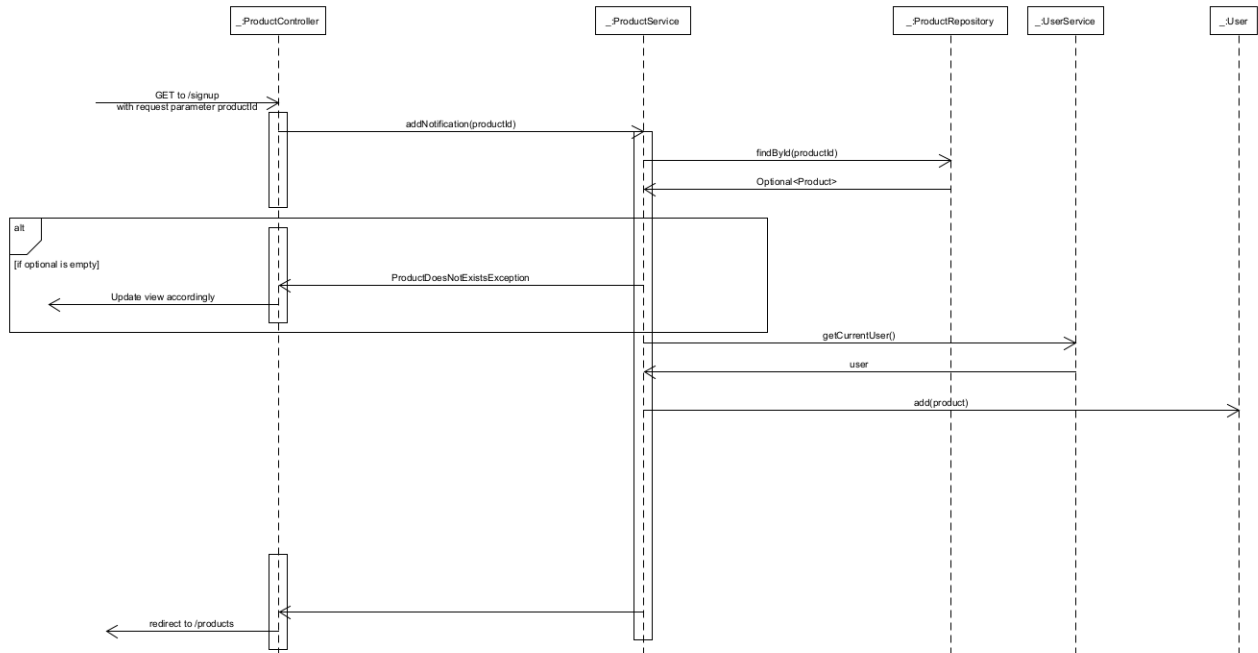 _:ProductController
_:ProductService
_:ProductRepository
_:UserService
_:User
GET to /signup
with request parameter productId
addNotification(productId)
findById(productId)
Optional<Product>
alt
[if optional is empty]
ProductDoesNotExistsException
Update view accordingly
getCurrentUser()
user
add(product)
redirect to /products